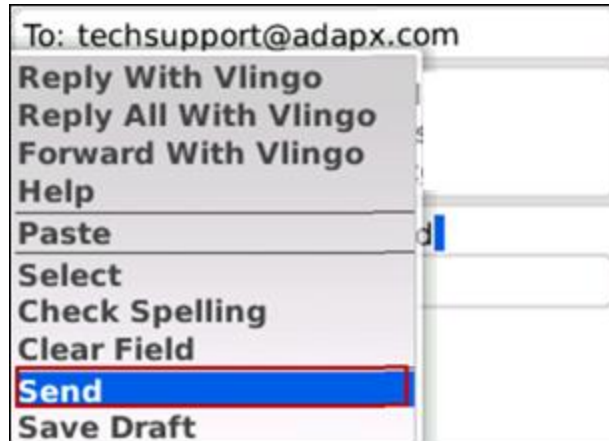 To: techsupport@adapx.com
Reply With Vlingo
Reply All With Vlingo
Forward With Vlingo
Help
Paste
Select
Check Spelling
Clear Field
Send
Save Draft